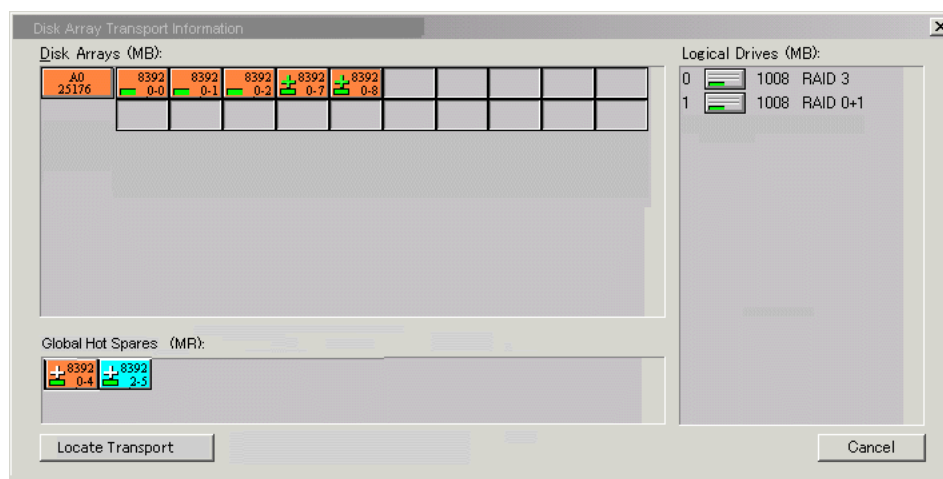 Disk Array Transport Information
Disk Arrays (MB):
A0
25176
8392
0-0
8392
0-1
8392
0-2
8392
0-7
8392
0-8
Logical Drives (MB):
0 1008 RAID 3
1 1008 RAID 0+1
Global Hot Spares (MR):
8392
0-4
8392
2-5
Locate Transport
Cancel